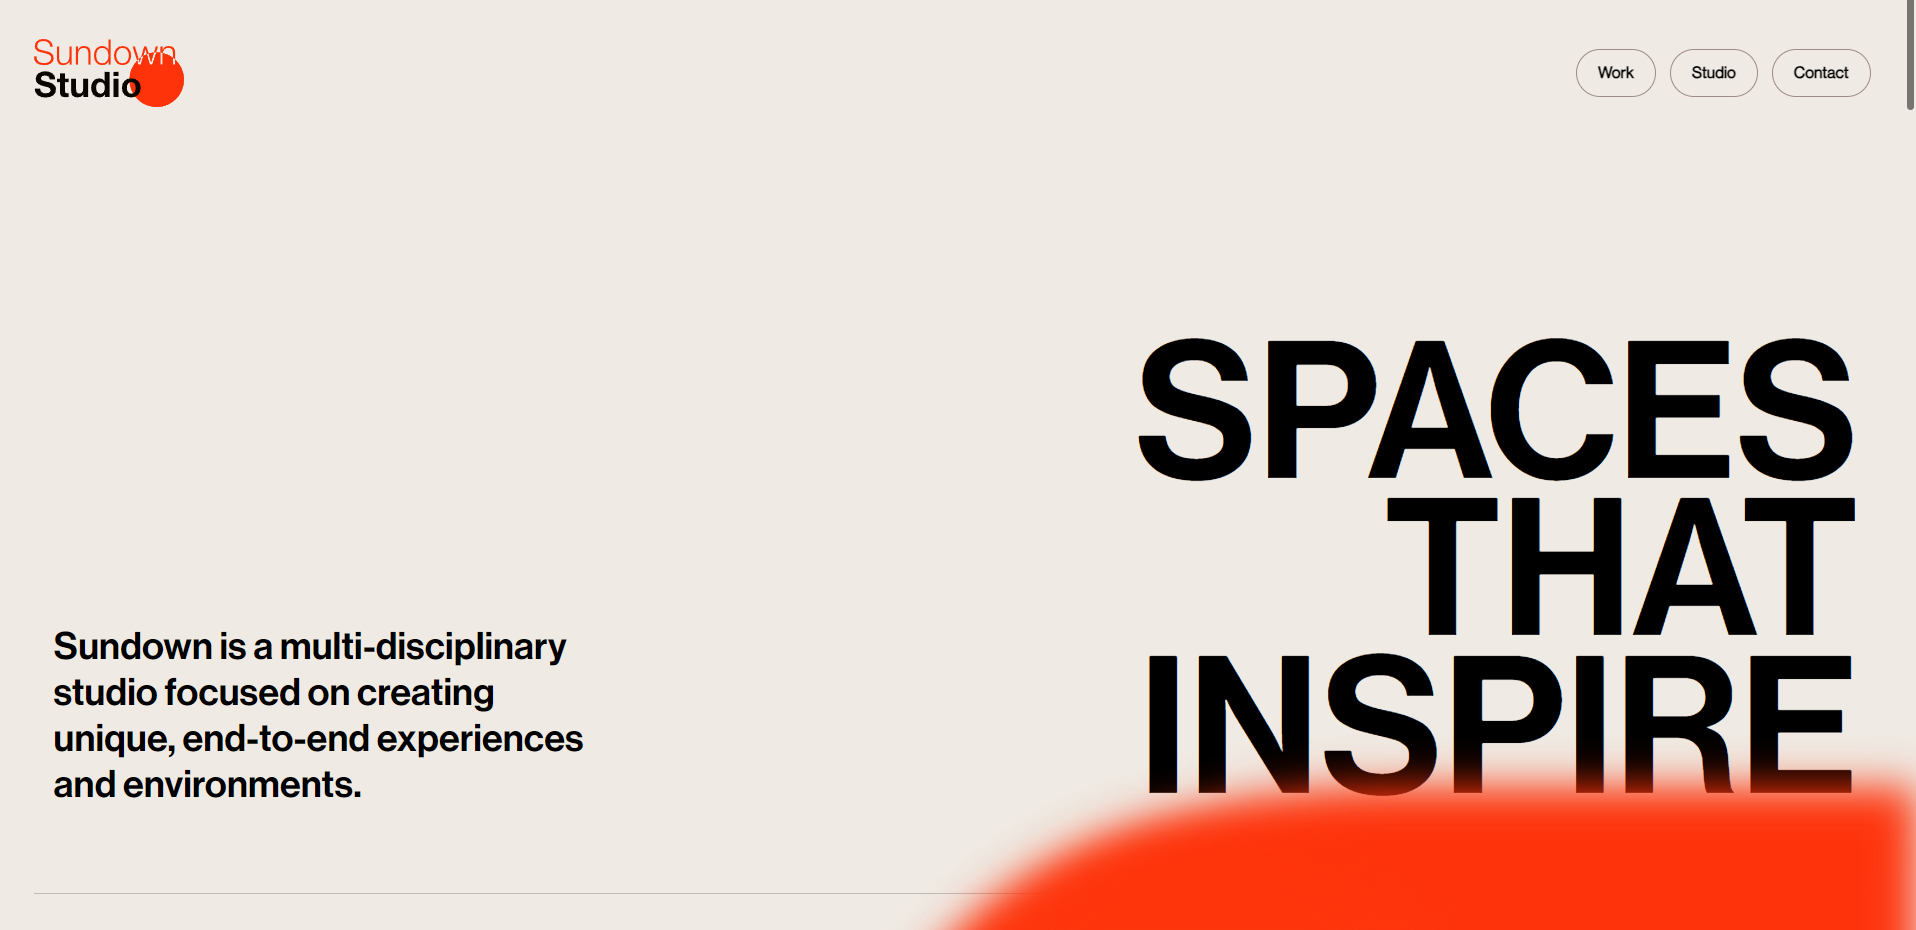 Sundown
Studio
Work
Studio
Contact
SPACES
THAT
INSPIRE
Sundown is a multi-disciplinary
studio focused on creating
unique, end-to-end experiences
and environments.